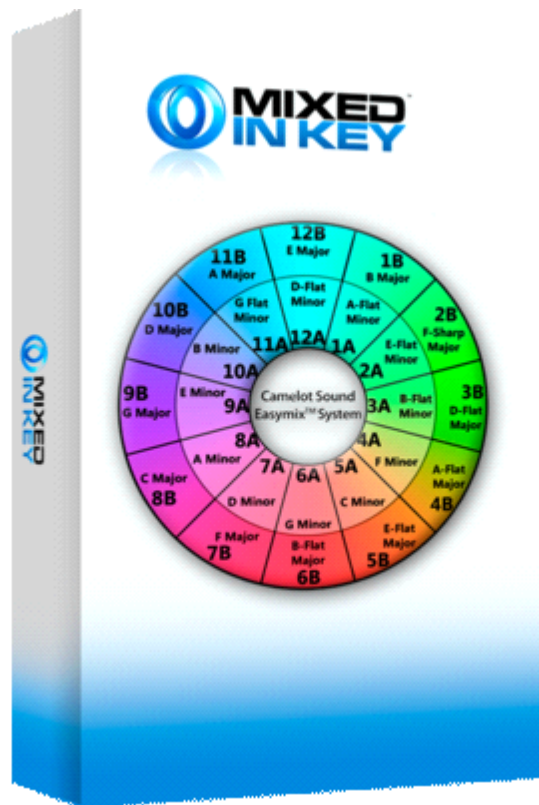 MIXED™
IN KEY
12B
E Major
1B
B Major
2B
F-Sharp
Major
3B
D-Flat
Major
A-Flat
Major
4B
E-Flat
Major
5B
B-Flat
Major
6B
F Major
7B
C Major
8B
9B
G Major
10B
D Major
11B
A Major
D-Flat
Minor
12A
A-Flat
Minor
1A
E-Flat
Minor
2A
B-Flat
Minor
3A
F Minor
4A
C Minor
5A
G Minor
6A
D Minor
7A
A Minor
8A
E Minor
9A
B Minor
10A
G Flat
Minor
11A
Camelot Sound
Easymix™ System
MIXED
IN KEY